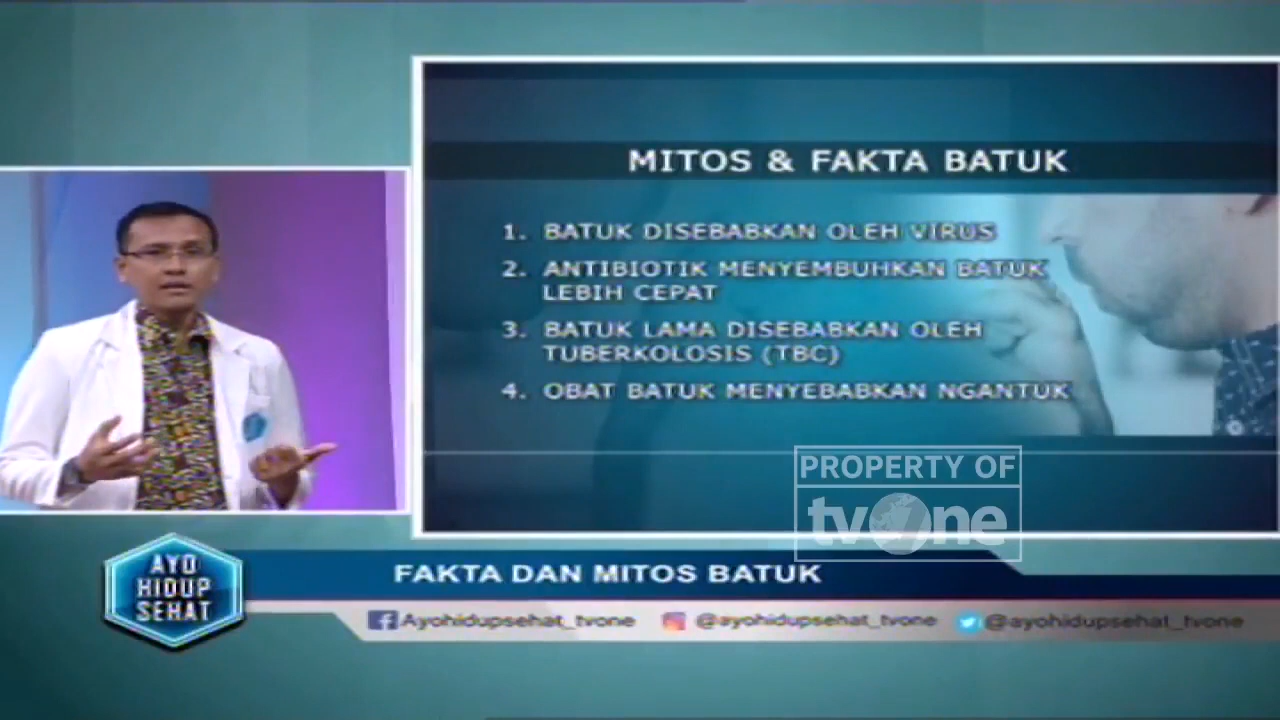 MITOS & FAKTA BATUK
1. BATUK DISEBABKAN OLEH VIRUS
2. ANTIBIOTIK MENYEMBUHKAN BATUK
LEBIH CEPAT
3. BATUK LAMA DISEBABKAN OLEH
TUBERKOLOSIS (TBC)
4. OBAT BATUK MENYEBABKAN NGANTUK
PROPERTY OF
tvOne
AYO
HIDUP
SEHAT
FAKTA DAN MITOS BATUK
Ayohidupsehat_tvone @ayohidupsehat_tvone @ayohidupsehat_tvone